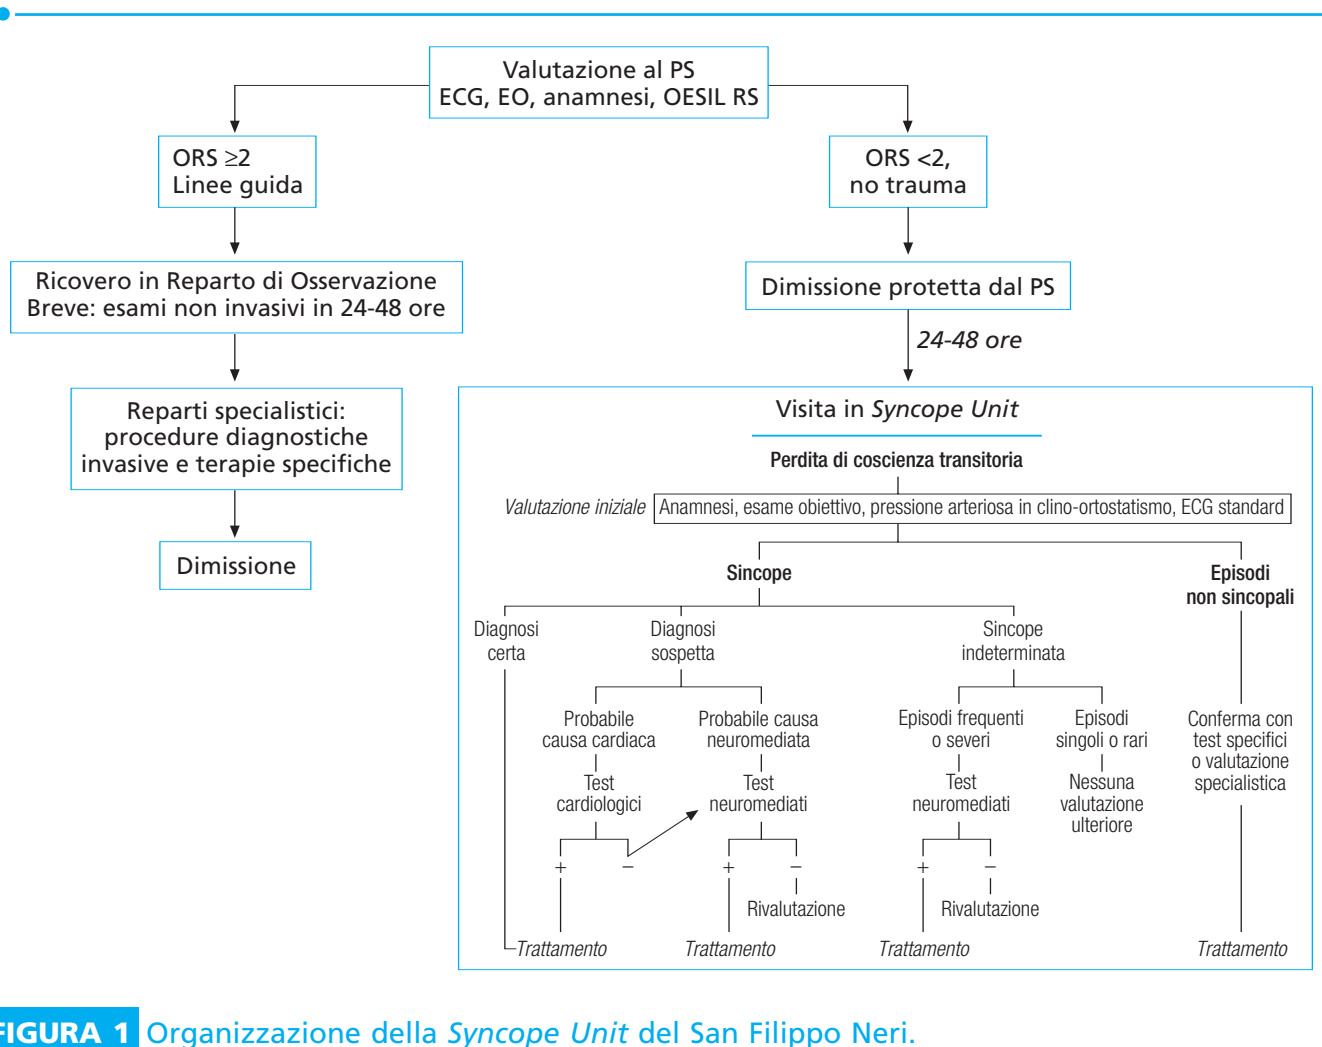 Valutazione al PS
ECG, EO, anamnesi, OESIL RS
ORS ≥2
Linee guida
ORS <2,
no trauma
Ricovero in Reparto di Osservazione
Breve: esami non invasivi in 24-48 ore
Dimissione protetta dal PS
24-48 ore
Reparti specialistici:
procedure diagnostiche
invasive e terapie specifiche
Dimissione
Visita in Syncope Unit
Perdita di coscienza transitoria
Valutazione iniziale
Anamnesi, esame obiettivo, pressione arteriosa in clino-ortostatismo, ECG standard
Sincope
Episodi
non sincopali
Diagnosi
certa
Diagnosi
sospetta
Sincope
indeterminata
Probabile
causa cardiaca
Probabile causa
neuromediata
Episodi frequenti
o severi
Episodi
singoli o rari
Conferma con
test specifici
o valutazione
specialistica
Test
cardiologici
Test
neuromediati
Test
neuromediati
Nessuna
valutazione
ulteriore
+ −
+ −
+ −
Rivalutazione
Rivalutazione
Trattamento
Trattamento
Trattamento
Trattamento
FIGURA 1 Organizzazione della Syncope Unit del San Filippo Neri.